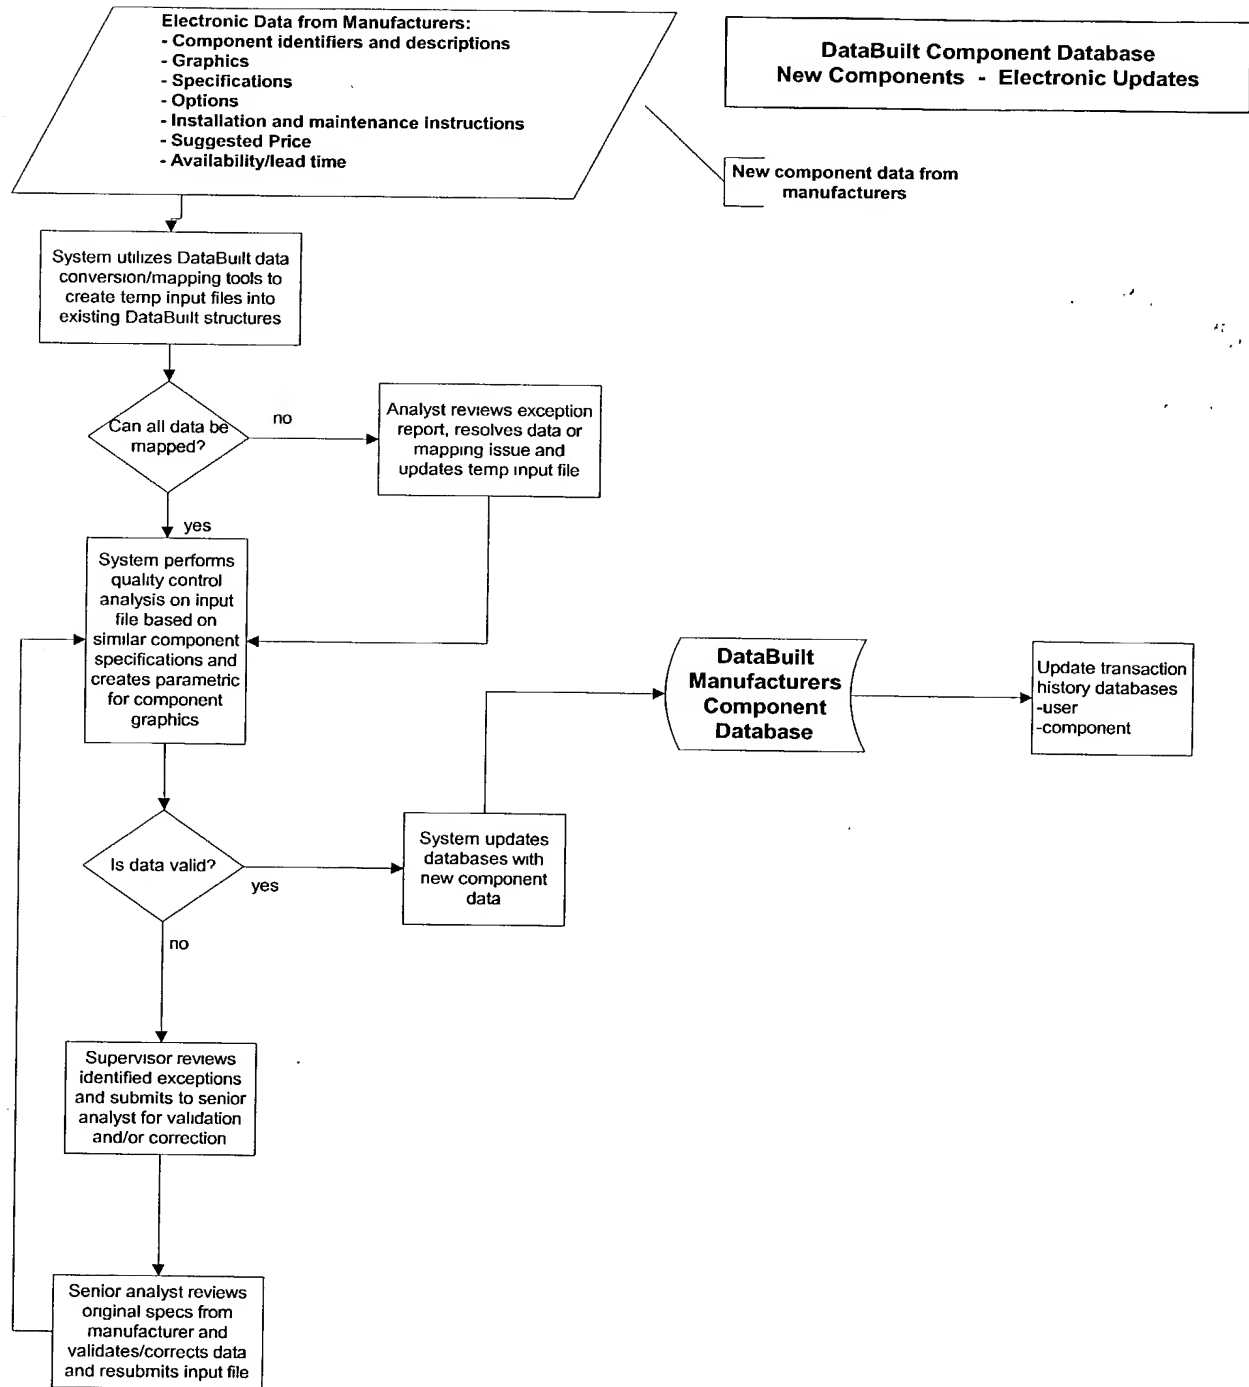 Electronic Data from Manufacturers:
- Component identifiers and descriptions
- Graphics
- Specifications
- Options
- Installation and maintenance instructions
- Suggested Price
- Availability/lead time
DataBuilt Component Database
New Components - Electronic Updates
New component data from
manufacturers
System utilizes DataBuilt data
conversion/mapping tools to
create temp input files into
existing DataBuilt structures
Can all data be
mapped?
no
Analyst reviews exception
report, resolves data or
mapping issue and
updates temp input file
yes
System performs
quality control
analysis on input
file based on
similar component
specifications and
creates parametric
for component
graphics
DataBuilt
Manufacturers
Component
Database
Update transaction
history databases
-user
-component
Is data valid?
yes
System updates
databases with
new component
data
no
Supervisor reviews
identified exceptions
and submits to senior
analyst for validation
and/or correction
Senior analyst reviews
original specs from
manufacturer and
validates/corrects data
and resubmits input file